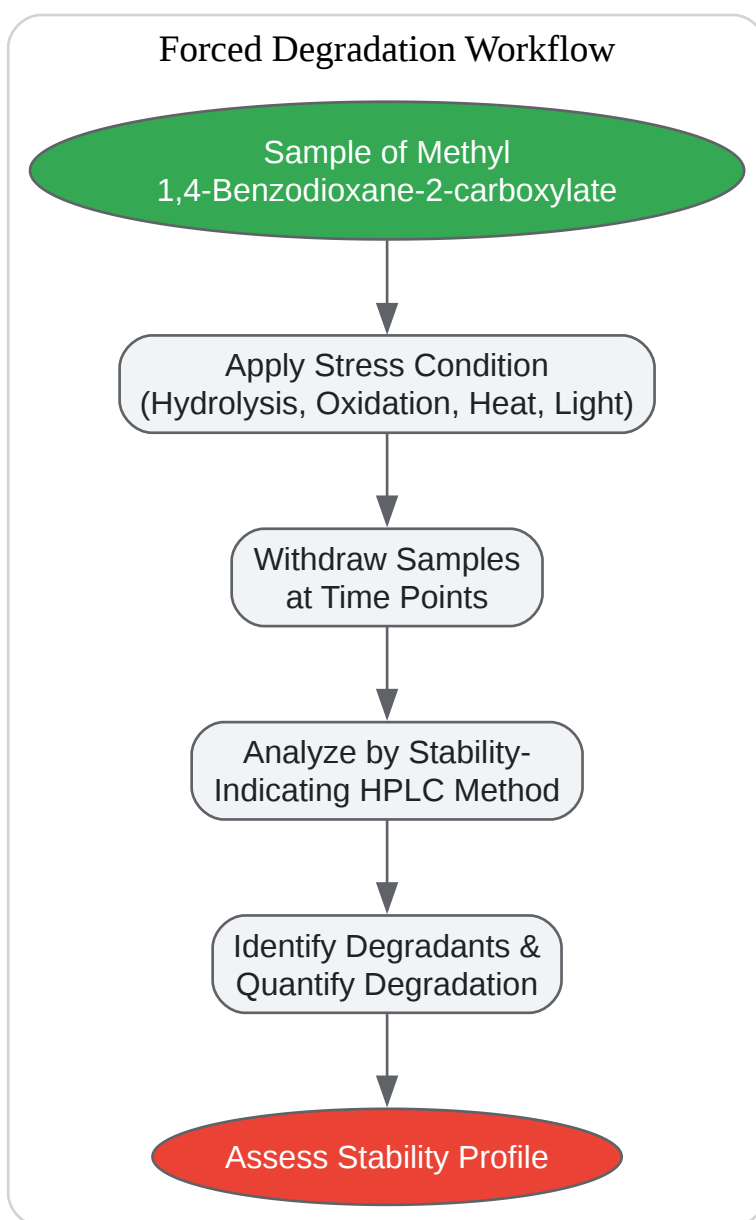 Forced Degradation Workflow
Sample of Methyl
1,4-Benzodioxane-2-carboxylate
Apply Stress Condition
(Hydrolysis, Oxidation, Heat, Light)
Withdraw Samples
at Time Points
Analyze by Stability-
Indicating HPLC Method
Identify Degradants &
Quantify Degradation
Assess Stability Profile